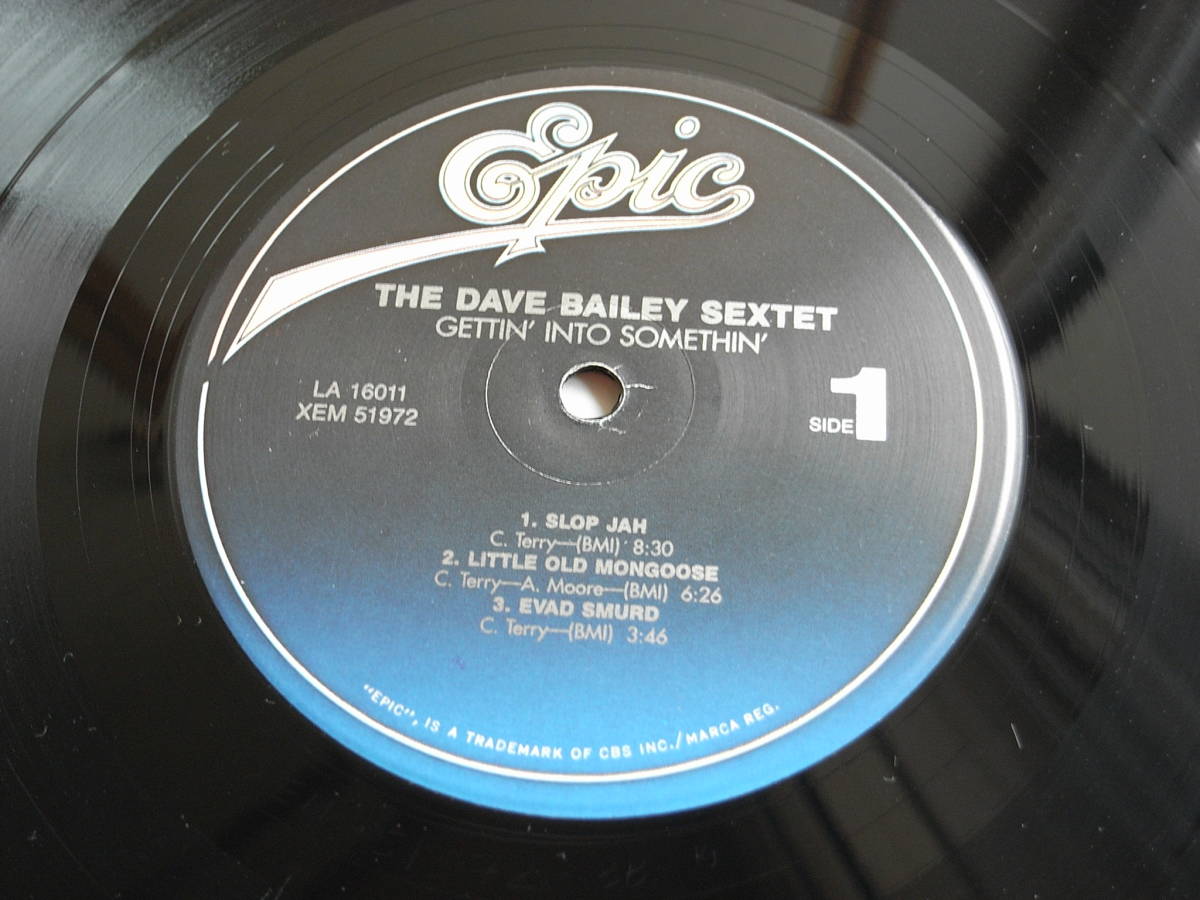 Epic
THE DAVE BAILEY SEXTET
GETTIN' INTO SOMETHIN'
LA 16011
XEM 51972
SIDE 1
1. SLOP JAH
C. Terry—(BMI) 8:30
2. LITTLE OLD MONGOOSE
C. Terry—A. Moore—(BMI) 6:26
3. EVAD SMURD
C. Terry—(BMI) 3:46
"EPIC", IS A TRADEMARK OF CBS INC./MARCA REG.